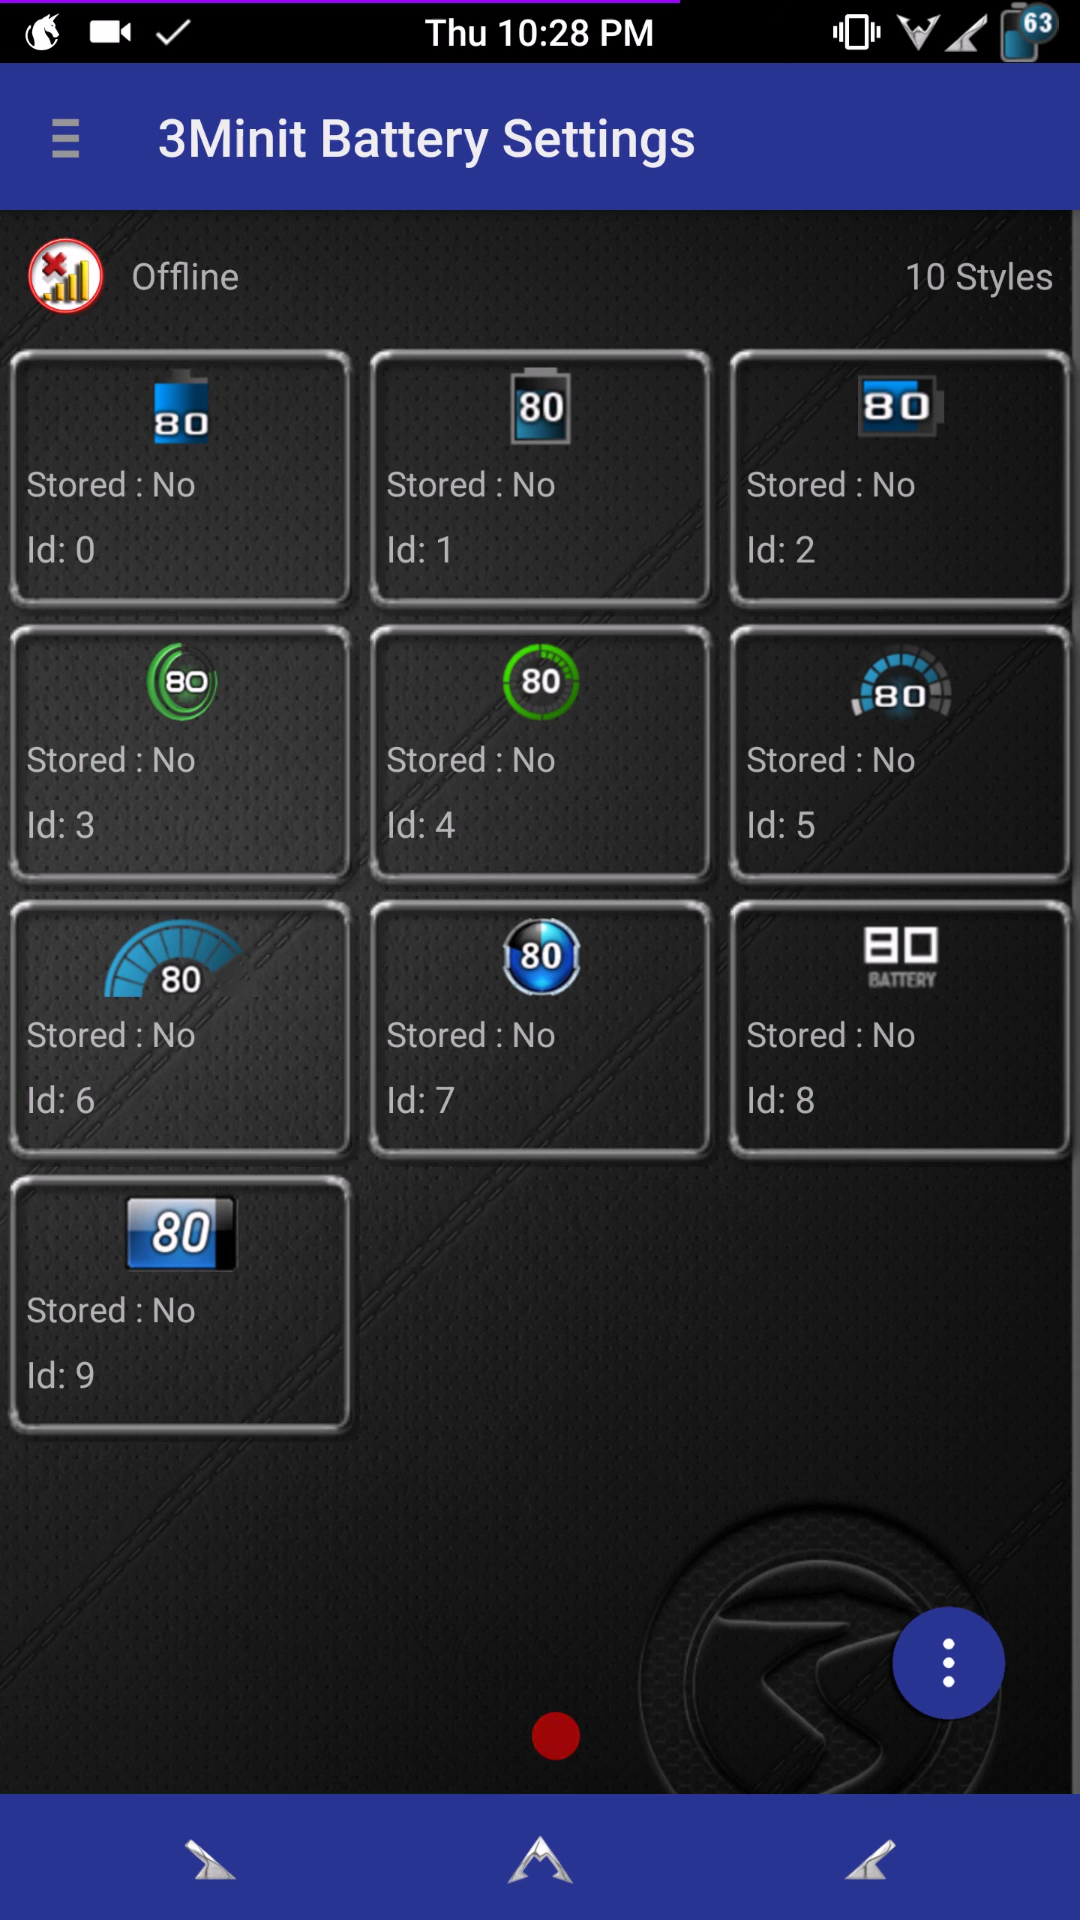 Thu 10:28 PM
63
3Minit Battery Settings
Offline
10 Styles
80
80
80
Stored : No
Stored : No
Stored : No
Id: 0
Id: 1
Id: 2
80
80
80
Stored : No
Stored : No
Stored : No
Id: 3
Id: 4
Id: 5
80
80
80
BATTERY
Stored : No
Stored : No
Stored : No
Id: 6
Id: 7
Id: 8
80
Stored : No
Id: 9